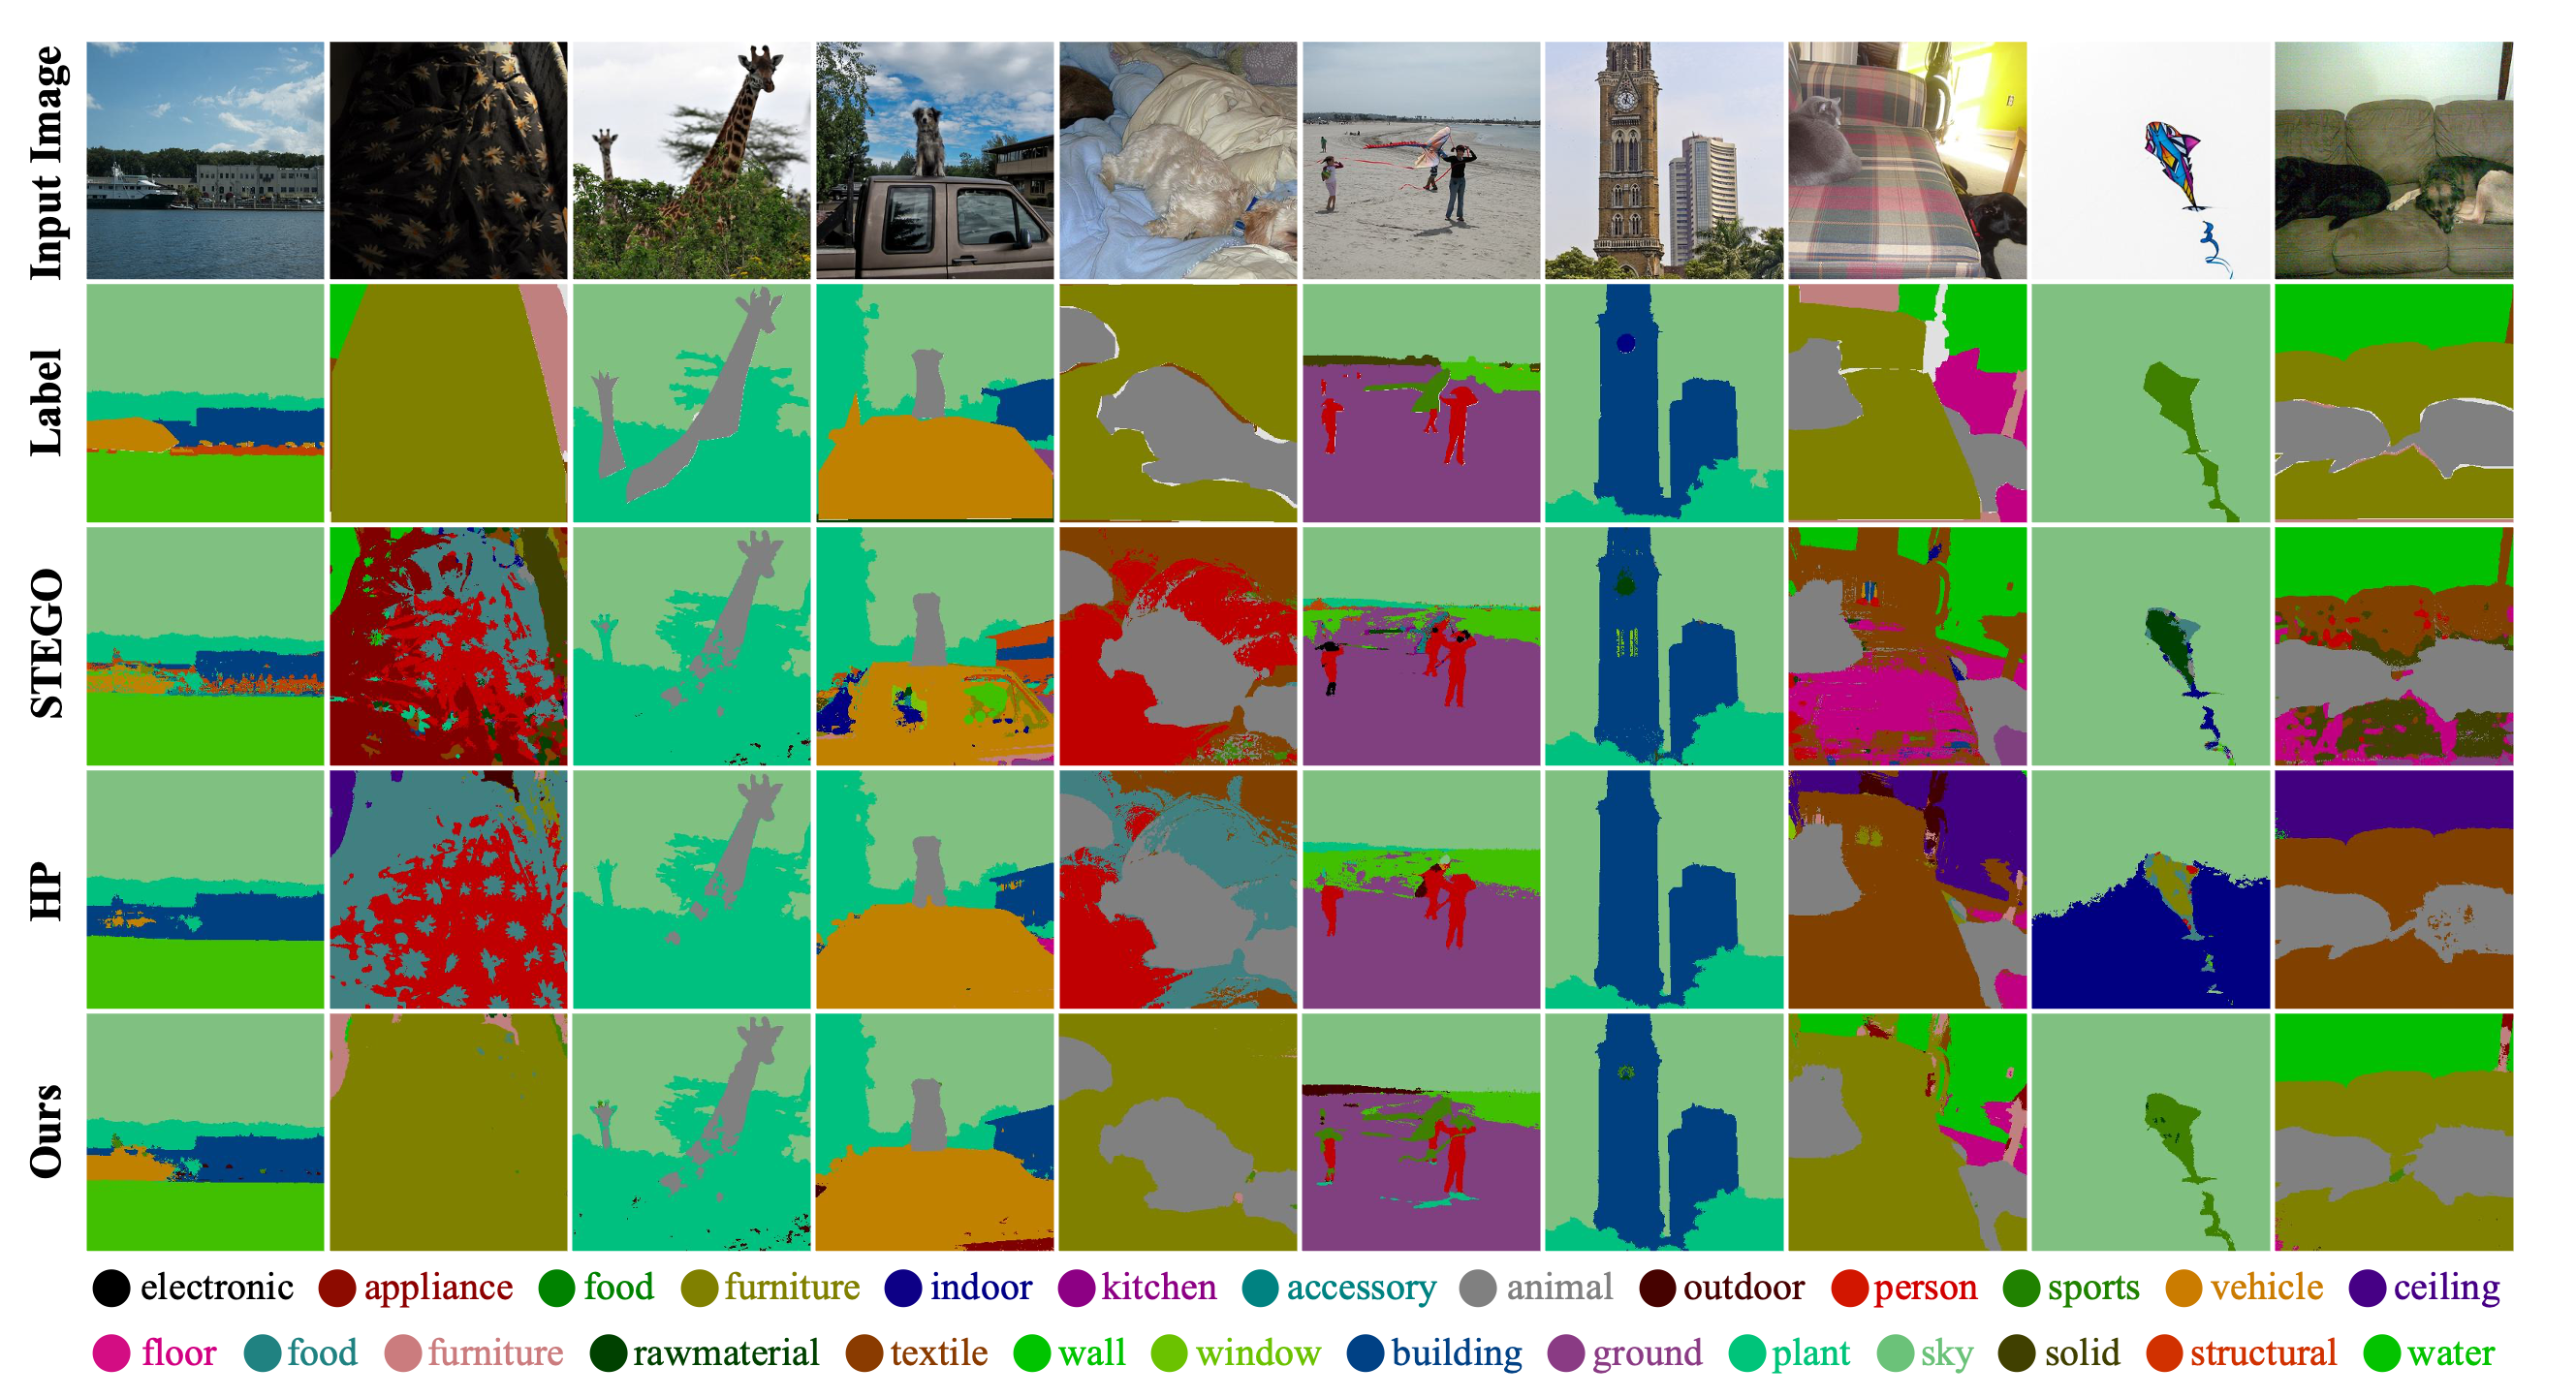 Input Image
Label
STEGO
HP
Ours
electronic appliance food furniture indoor kitchen accessory animal outdoor person sports vehicle ceiling
floor food furniture rawmaterial textile wall window building ground plant sky solid structural water